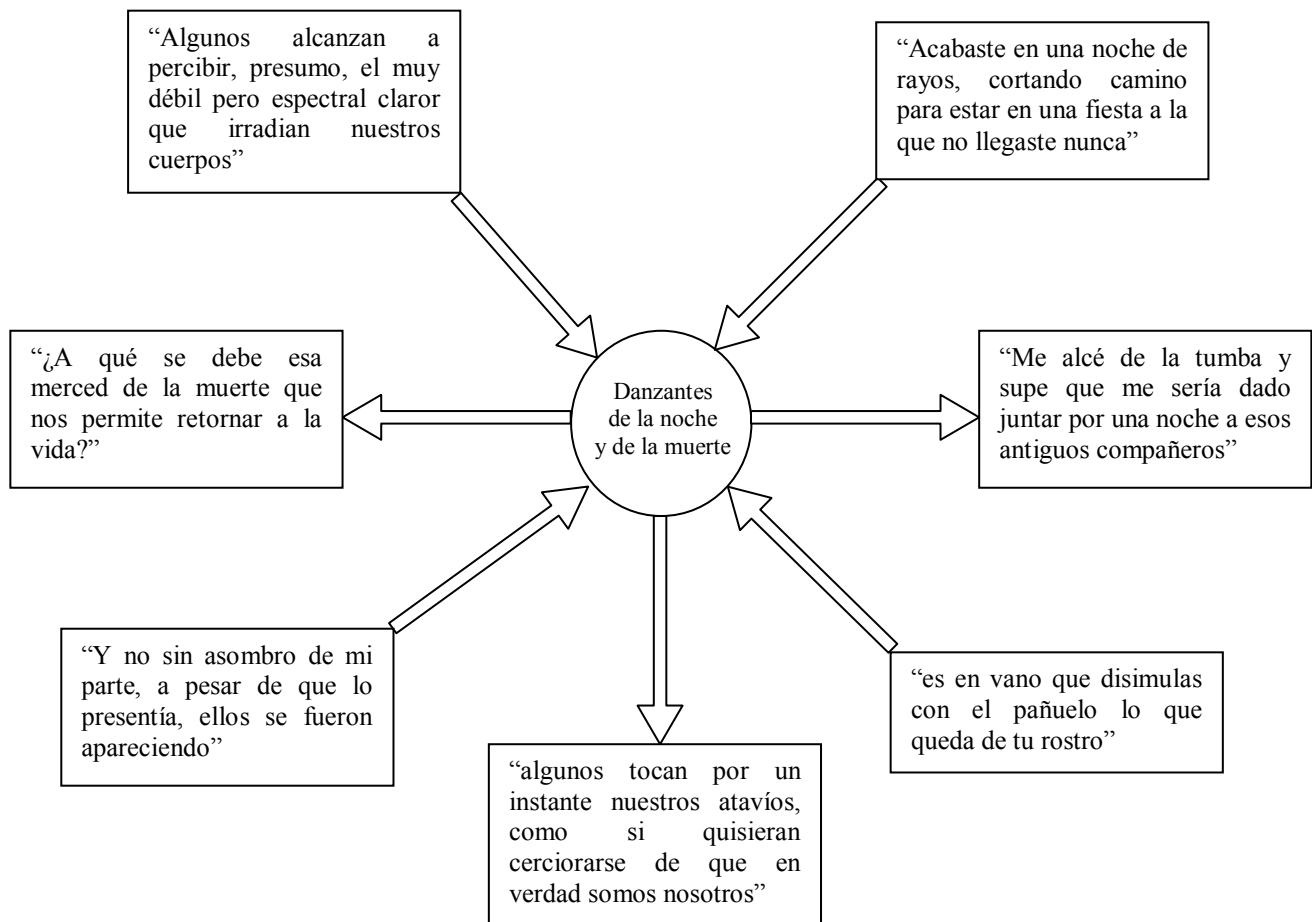 “Algunos alcanzan a
percibir, presumo, el muy
débil pero espectral claror
que irradian nuestros
cuerpos”
“Acabaste en una noche de
rayos, cortando camino
para estar en una fiesta a la
que no llegaste nunca”
“¿A qué se debe esa
merced de la muerte que
nos permite retornar a la
vida?”
Danzantes
de la noche
y de la muerte
“Me alcé de la tumba y
supe que me sería dado
juntar por una noche a esos
antiguos compañeros”
“Y no sin asombro de mi
parte, a pesar de que lo
presentía, ellos se fueron
apareciendo”
“algunos tocan por un
instante nuestros atavíos,
como si quisieran
cerciorarse de que en
verdad somos nosotros”
“es en vano que disimulas
con el pañuelo lo que
queda de tu rostro”